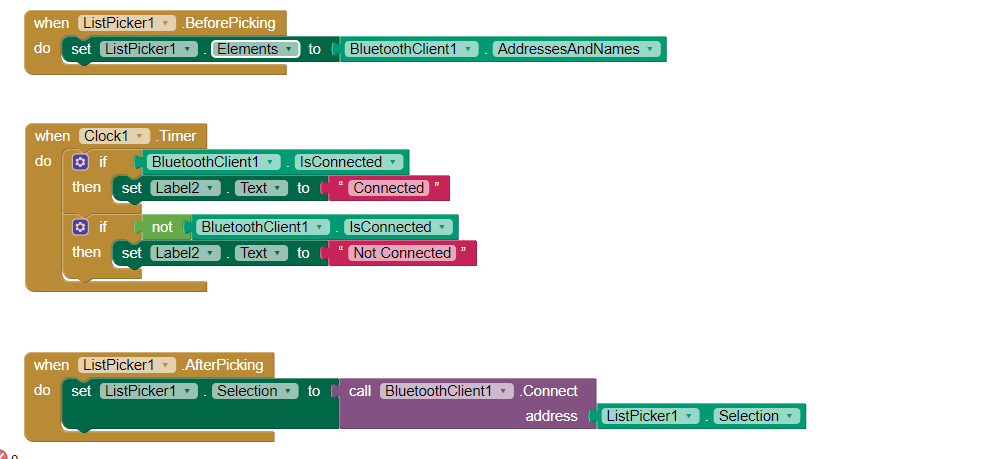 when ListPicker1 .BeforePicking
do set ListPicker1 . Elements to BluetoothClient1 . AddressesAndNames
when Clock1 .Timer
do if BluetoothClient1 . IsConnected
then set Label2 . Text to “ Connected ”
if not BluetoothClient1 . IsConnected
then set Label2 . Text to “ Not Connected ”
when ListPicker1 .AfterPicking
do set ListPicker1 . Selection to call BluetoothClient1 .Connect
address ListPicker1 . Selection